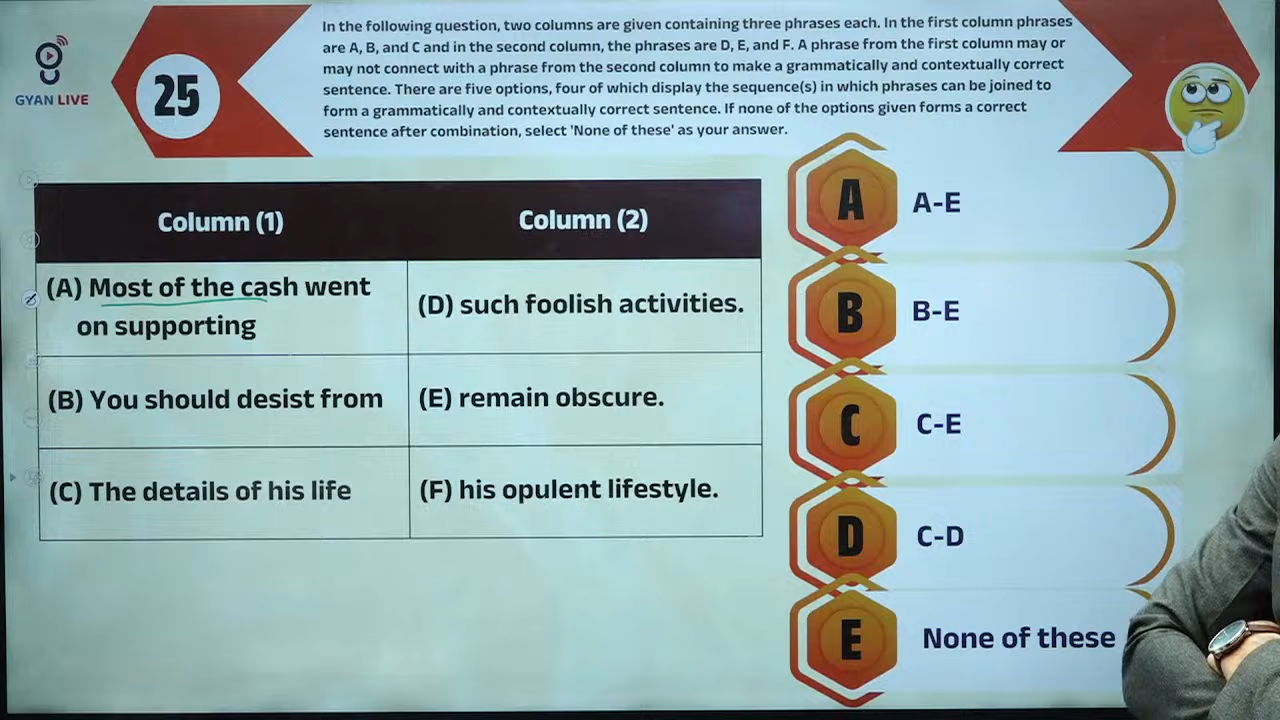 In the following question, two columns are given containing three phrases each. In the first column phrases
are A, B, and C and in the second column, the phrases are D, E, and F. A phrase from the first column may or
may not connect with a phrase from the second column to make a grammatically and contextually correct
sentence. There are five options, four of which display the sequence(s) in which phrases can be joined to
form a grammatically and contextually correct sentence. If none of the options given forms a correct
sentence after combination, select 'None of these' as your answer.
GYAN LIVE
25
Column (1)
Column (2)
(A) Most of the cash went
on supporting
(D) such foolish activities.
(B) You should desist from
(E) remain obscure.
(C) The details of his life
(F) his opulent lifestyle.
A
A-E
B
B-E
C
C-E
D
C-D
E
None of these